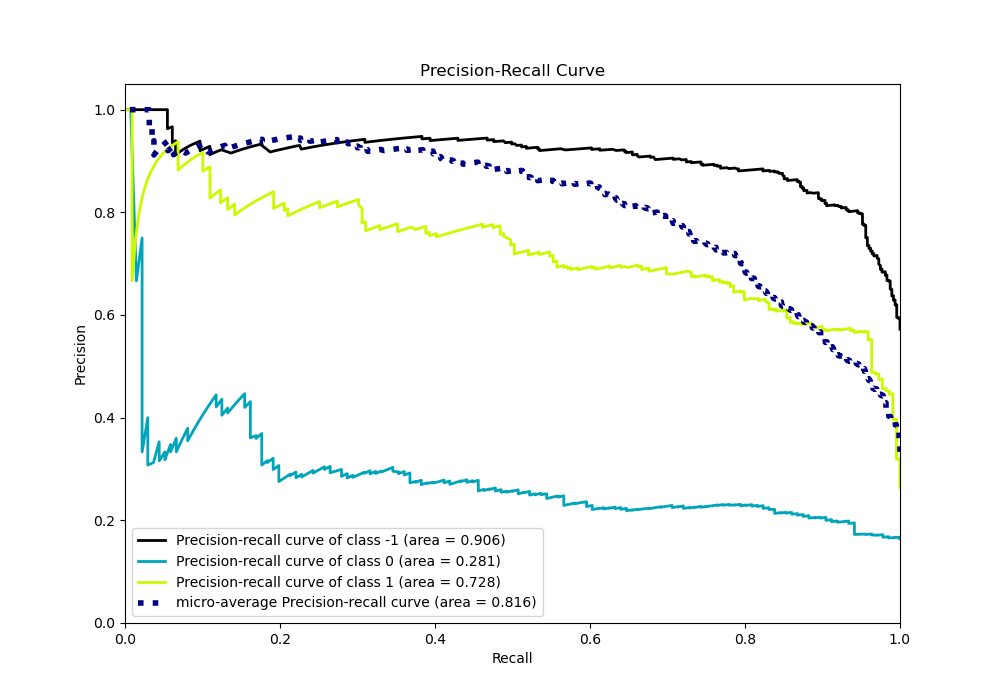 Precision-Recall Curve
1.0
0.8
0.6
0.4
0.2
0.0
Precision
Precision-recall curve of class -1 (area = 0.906)
Precision-recall curve of class 0 (area = 0.281)
Precision-recall curve of class 1 (area = 0.728)
micro-average Precision-recall curve (area = 0.816)
0.0 0.2 0.4 0.6 0.8 1.0
Recall